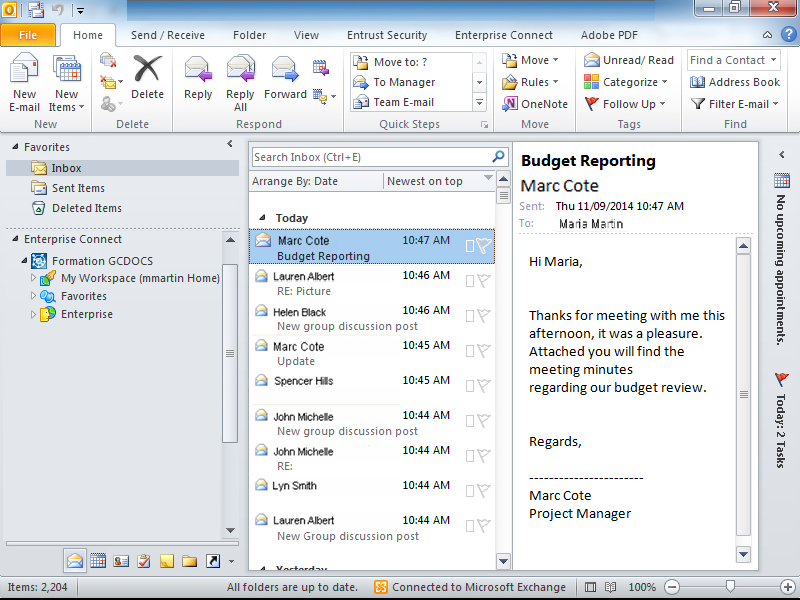 File Home Send / Receive Folder View Entrust Security Enterprise Connect Adobe PDF
New E-mail
New Items
New
Delete
Delete
Reply
Reply All
Forward
Respond
Move to: ?
To Manager
Team E-mail
Quick Steps
Move
Rules
OneNote
Move
Unread/ Read
Categorize
Follow Up
Tags
Find a Contact
Address Book
Filter E-mail
Find
Favorites
Inbox
Sent Items
Deleted Items
Enterprise Connect
Formation GCDOCS
My Workspace (mmartin Home)
Favorites
Enterprise
Search Inbox (Ctrl+E)
Arrange By: Date Newest on top
Today
Marc Cote 10:47 AM
Budget Reporting
Lauren Albert 10:46 AM
RE: Picture
Helen Black 10:46 AM
New group discussion post
Marc Cote 10:45 AM
Update
Spencer Hills 10:45 AM
John Michelle 10:44 AM
New group discussion post
John Michelle 10:44 AM
RE:
Lyn Smith 10:44 AM
Lauren Albert 10:44 AM
New Group discussion post
Yesterday
Budget Reporting
Marc Cote
Sent: Thu 11/09/2014 10:47 AM
To: Maria Martin
Hi Maria,
Thanks for meeting with me this
afternoon, it was a pleasure.
Attached you will find the
meeting minutes
regarding our budget review.
Regards,
-----------------------
Marc Cote
Project Manager
No upcoming appointments.
Today: 2 Tasks
Items: 2,204 All folders are up to date. Connected to Microsoft Exchange 100%